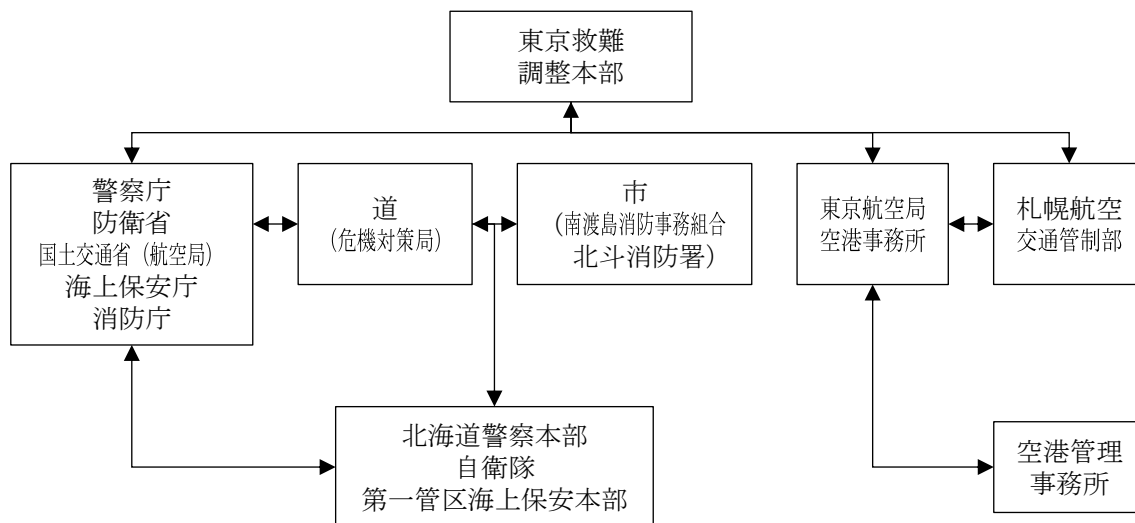 東京救難
調整本部
警察庁
防衛省
国土交通省（航空局）
海上保安庁
消防庁
道
（危機対策局）
市
（南渡島消防事務組合
北斗消防署）
東京航空局
空港事務所
札幌航空
交通管制部
北海道警察本部
自衛隊
第一管区海上保安本部
空港管理
事務所